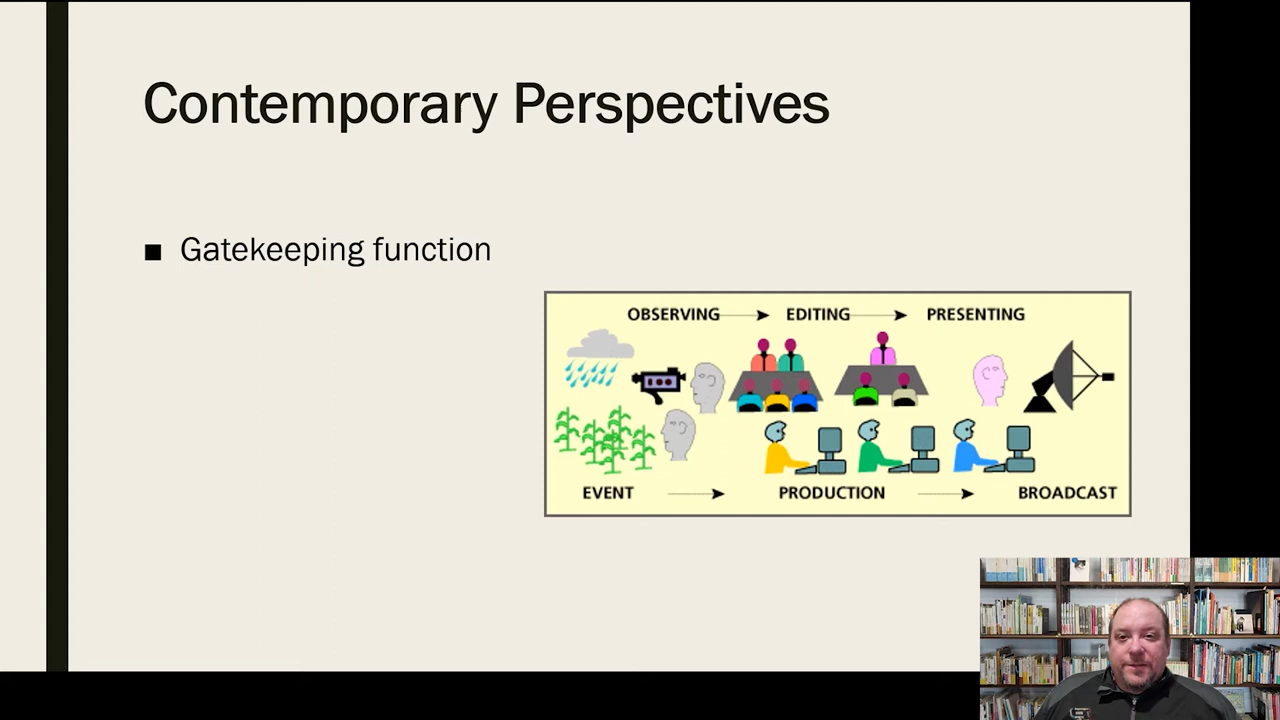 Contemporary Perspectives
■ Gatekeeping function
OBSERVING EDITING PRESENTING
EVENT PRODUCTION BROADCAST